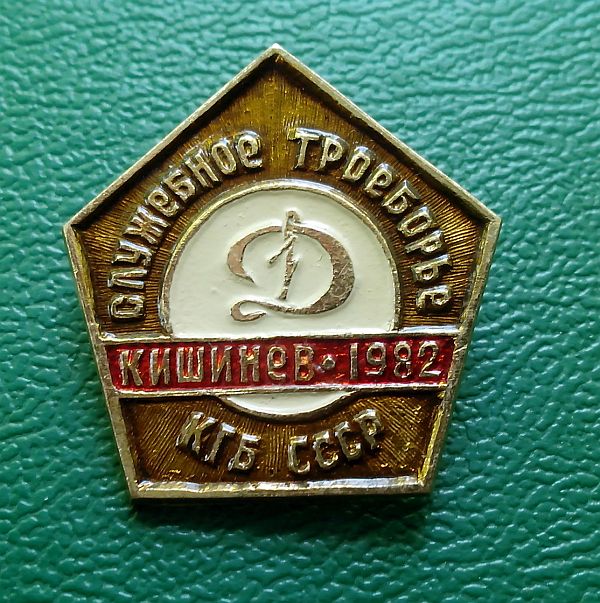 СЛУЖЕБНОЕ ТРОЕБОРЬЕ
Д
КИШИНЕВ • 1982
КГБ СССР